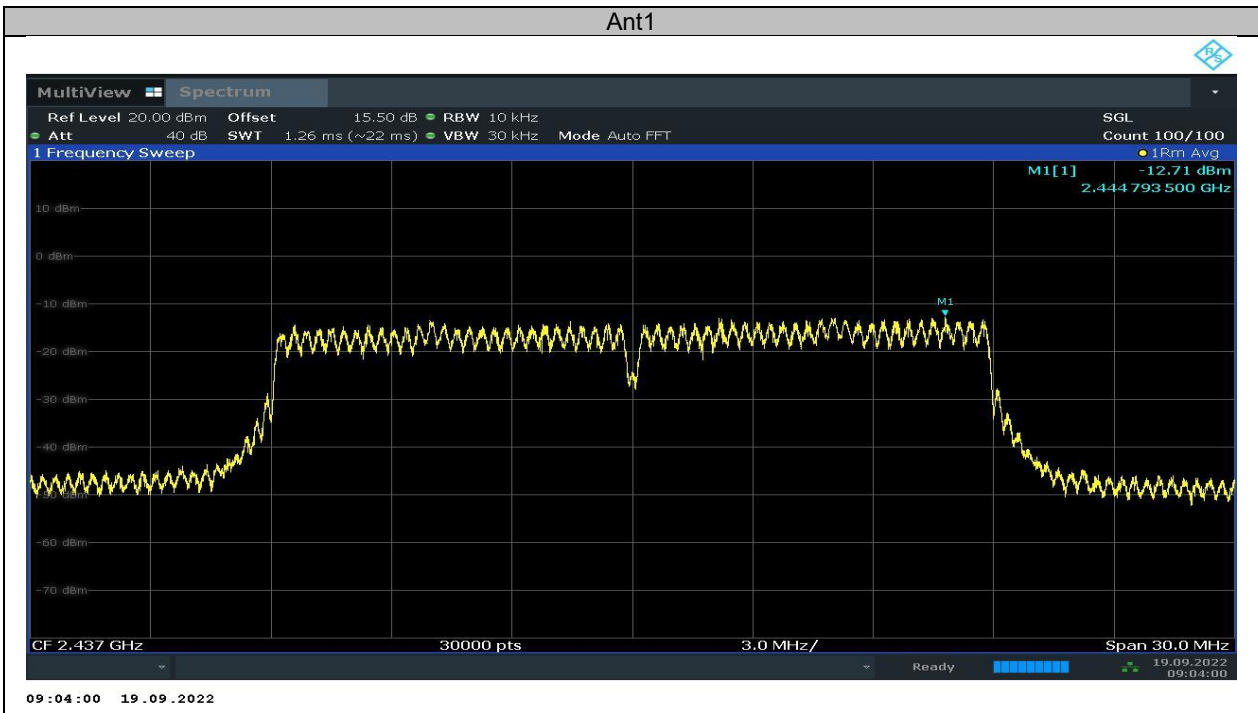 Ant1
R S
MultiView Spectrum
Ref Level 20.00 dBm Offset 15.50 dB RBW 10 kHz SGL
Att 40 dB SWT 1.26 ms (~22 ms) VBW 30 kHz Mode Auto FFT Count 100/100
1 Frequency Sweep 1Rm Avg
M1[1] -12.71 dBm
2.444 793 500 GHz
10 dBm
0 dBm
-10 dBm
M1
-20 dBm
-30 dBm
-40 dBm
-50 dBm
-60 dBm
-70 dBm
CF 2.437 GHz 30000 pts 3.0 MHz/ Span 30.0 MHz
Ready 19.09.2022
09:04:00
09:04:00 19.09.2022